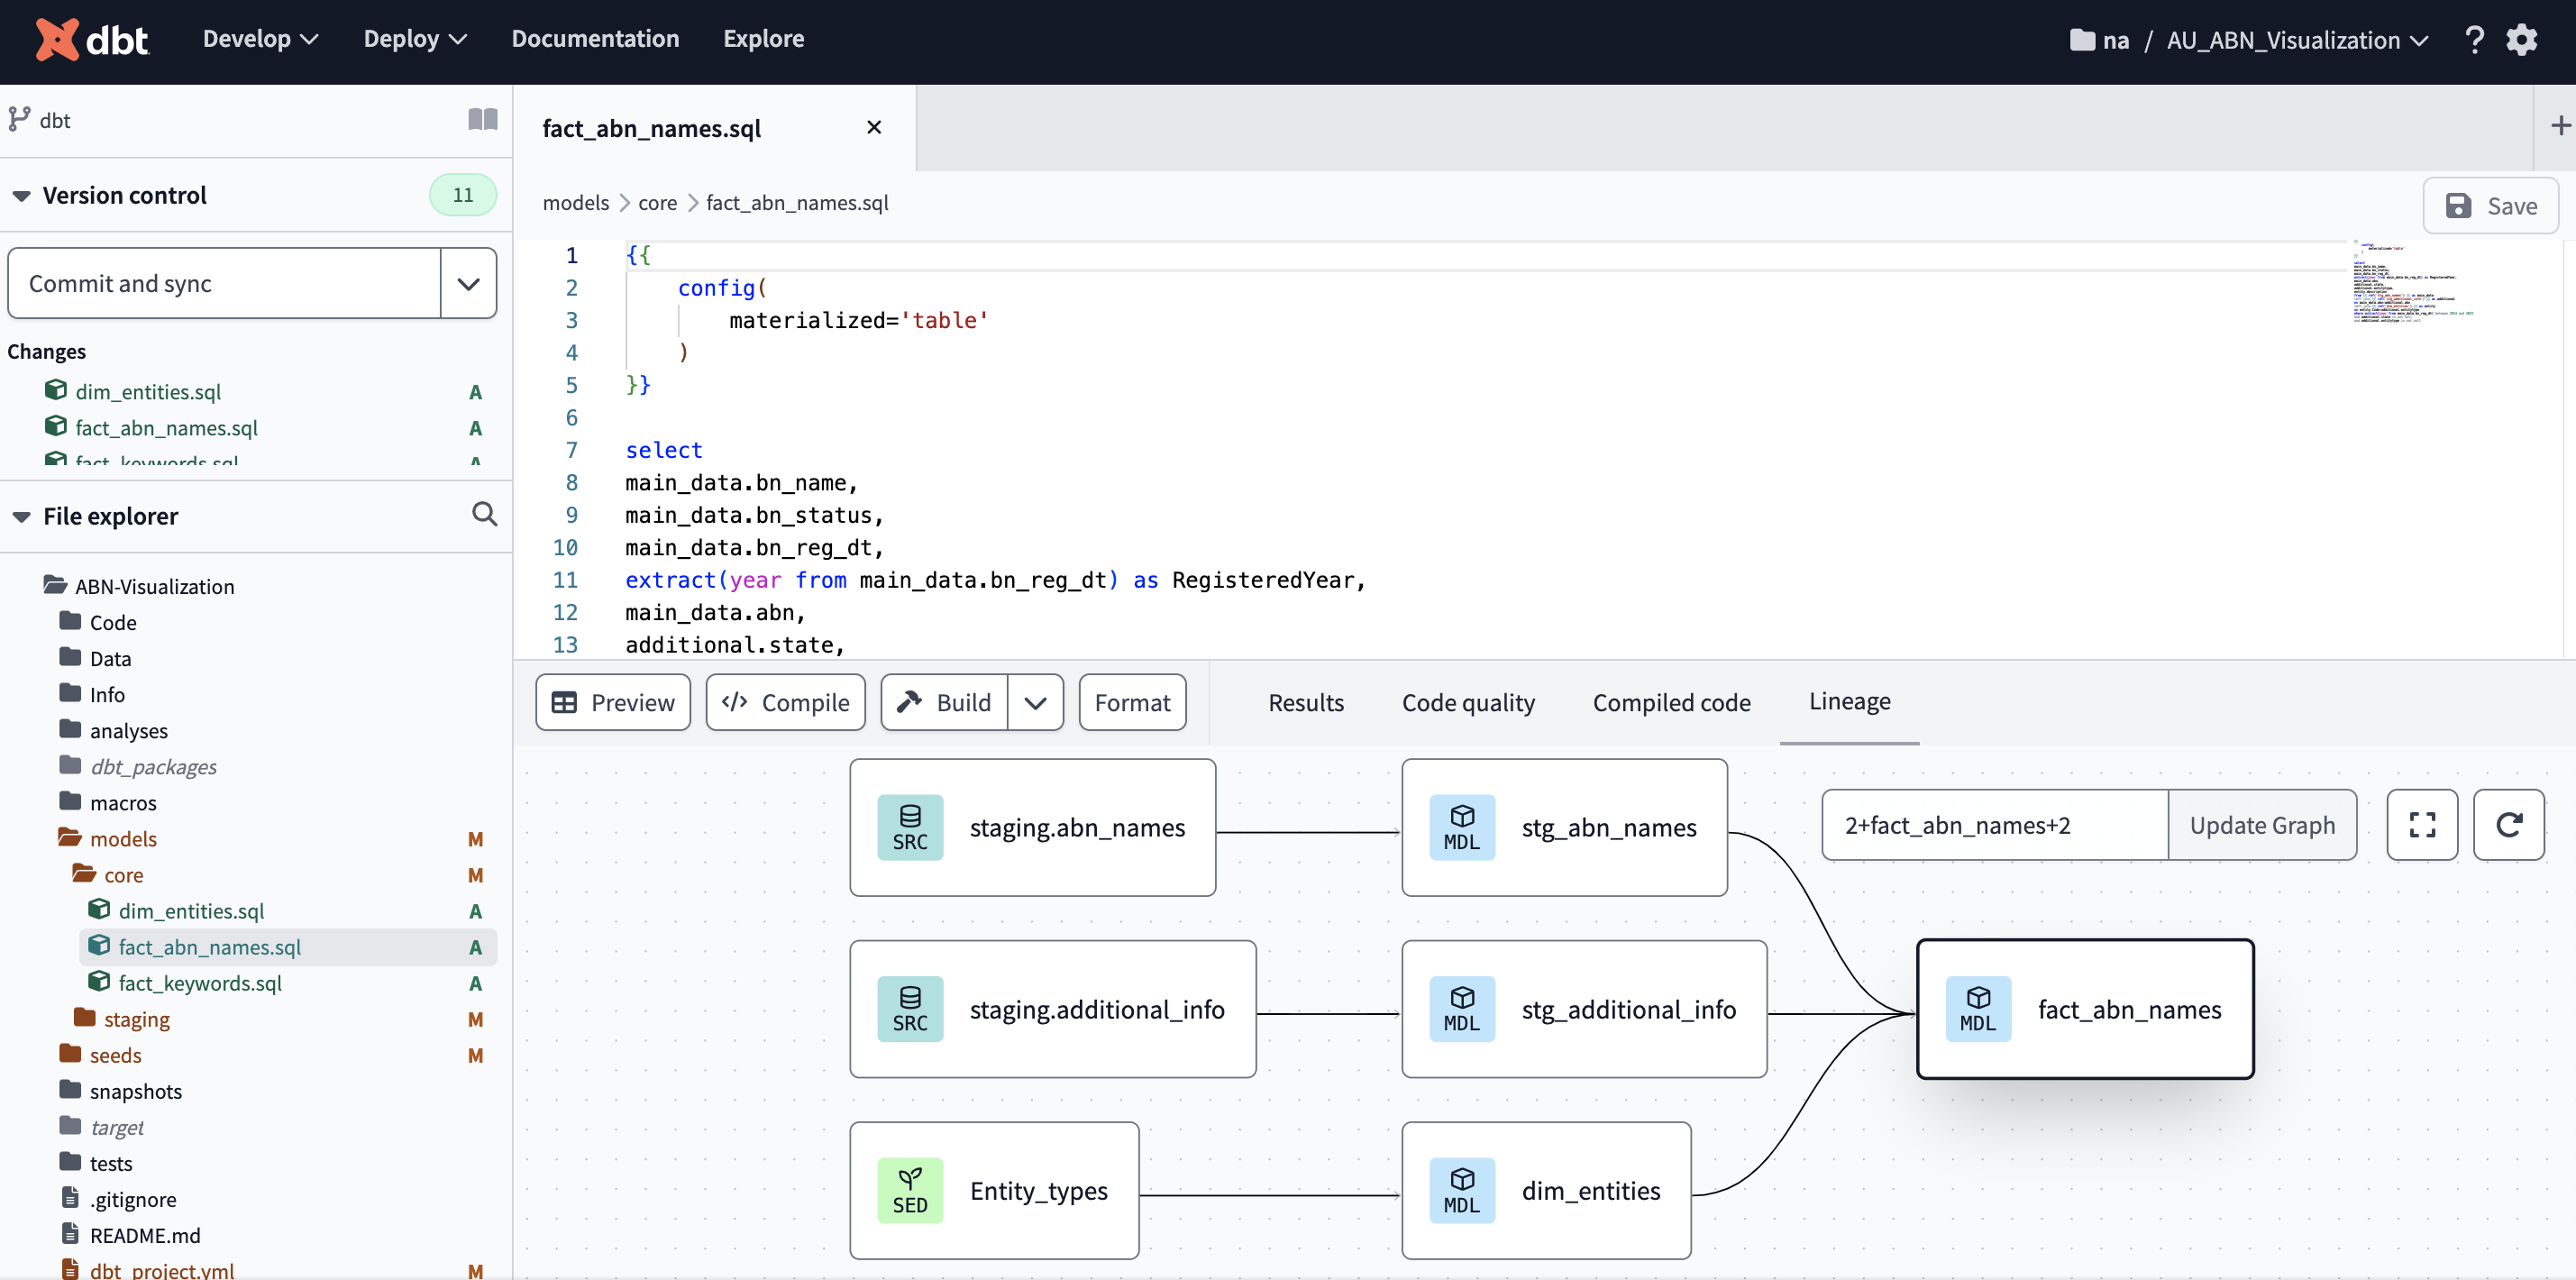 dbt Develop Deploy Documentation Explore na / AU_ABN_Visualization ?
dbt
Version control 11
Commit and sync
Changes
dim_entities.sql A
fact_abn_names.sql A
fact_keywords.sql A
File explorer
ABN-Visualization
Code
Data
Info
analyses
dbt_packages
macros
models M
core M
dim_entities.sql A
fact_abn_names.sql A
fact_keywords.sql A
staging M
seeds M
snapshots
target
tests
.gitignore
README.md
dbt_project.yml M
fact_abn_names.sql × +
models > core > fact_abn_names.sql Save
1 {{
2 config(
3 materialized='table'
4 )
5 }}
6
7 select
8 main_data.bn_name,
9 main_data.bn_status,
10 main_data.bn_reg_dt,
11 extract(year from main_data.bn_reg_dt) as RegisteredYear,
12 main_data.abn,
13 additional.state,
Preview </> Compile Build Format Results Code quality Compiled code Lineage
2+fact_abn_names+2 Update Graph
SRC staging.abn_names
MDL stg_abn_names
SRC staging.additional_info
MDL stg_additional_info
MDL fact_abn_names
SED Entity_types
MDL dim_entities